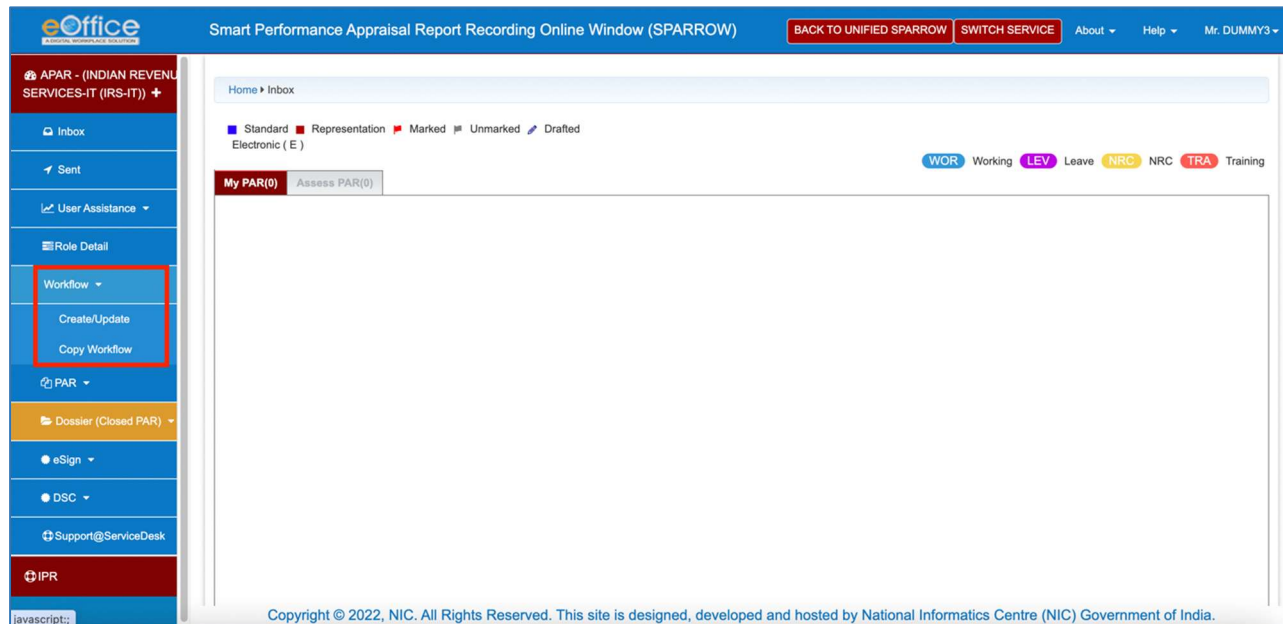 eOffice
A DIGITAL WORKPLACE SOLUTION
Smart Performance Appraisal Report Recording Online Window (SPARROW)
BACK TO UNIFIED SPARROW
SWITCH SERVICE
About
Help
Mr. DUMMY3
APAR - (INDIAN REVENU
SERVICES-IT (IRS-IT))
Inbox
Sent
User Assistance
Role Detail
Workflow
Create/Update
Copy Workflow
PAR
Dossier (Closed PAR)
eSign
DSC
Support@ServiceDesk
IPR
javascript:;
Home Inbox
Standard Representation Marked Unmarked Drafted
Electronic ( E )
WOR Working LEV Leave NRC NRC TRA Training
My PAR(0) Assess PAR(0)
Copyright © 2022, NIC. All Rights Reserved. This site is designed, developed and hosted by National Informatics Centre (NIC) Government of India.